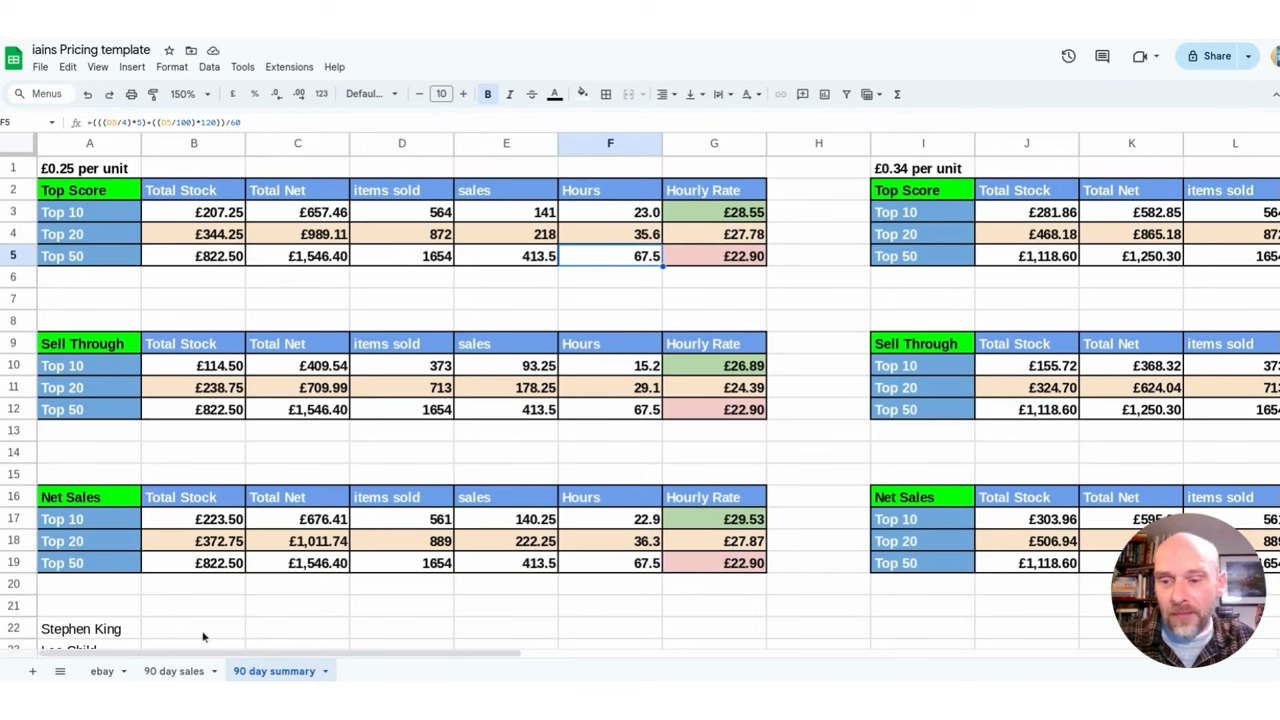 iains Pricing template
File Edit View Insert Format Data Tools Extensions Help
Share
Menus 150% £ % .0 .00 123 Defaul... 10 B I S A
F5 fx =(((D5/4)*5)+((D5/100)*120))/60
A B C D E F G H I J K L
1 £0.25 per unit £0.34 per unit
2 Top Score Total Stock Total Net items sold sales Hours Hourly Rate Top Score Total Stock Total Net items sold
3 Top 10 £207.25 £657.46 564 141 23.0 £28.55 Top 10 £281.86 £582.85 564
4 Top 20 £344.25 £989.11 872 218 35.6 £27.78 Top 20 £468.18 £865.18 872
5 Top 50 £822.50 £1,546.40 1654 413.5 67.5 £22.90 Top 50 £1,118.60 £1,250.30 1654
6
7
8
9 Sell Through Total Stock Total Net items sold sales Hours Hourly Rate Sell Through Total Stock Total Net items sold
10 Top 10 £114.50 £409.54 373 93.25 15.2 £26.89 Top 10 £155.72 £368.32 373
11 Top 20 £238.75 £709.99 713 178.25 29.1 £24.39 Top 20 £324.70 £624.04 713
12 Top 50 £822.50 £1,546.40 1654 413.5 67.5 £22.90 Top 50 £1,118.60 £1,250.30 1654
13
14
15
16 Net Sales Total Stock Total Net items sold sales Hours Hourly Rate Net Sales Total Stock Total Net items sold
17 Top 10 £223.50 £676.41 561 140.25 22.9 £29.53 Top 10 £303.96 561
18 Top 20 £372.75 £1,011.74 889 222.25 36.3 £27.87 Top 20 £506.94 889
19 Top 50 £822.50 £1,546.40 1654 413.5 67.5 £22.90 Top 50 £1,118.60 1654
20
21
22 Stephen King
ebay 90 day sales 90 day summary